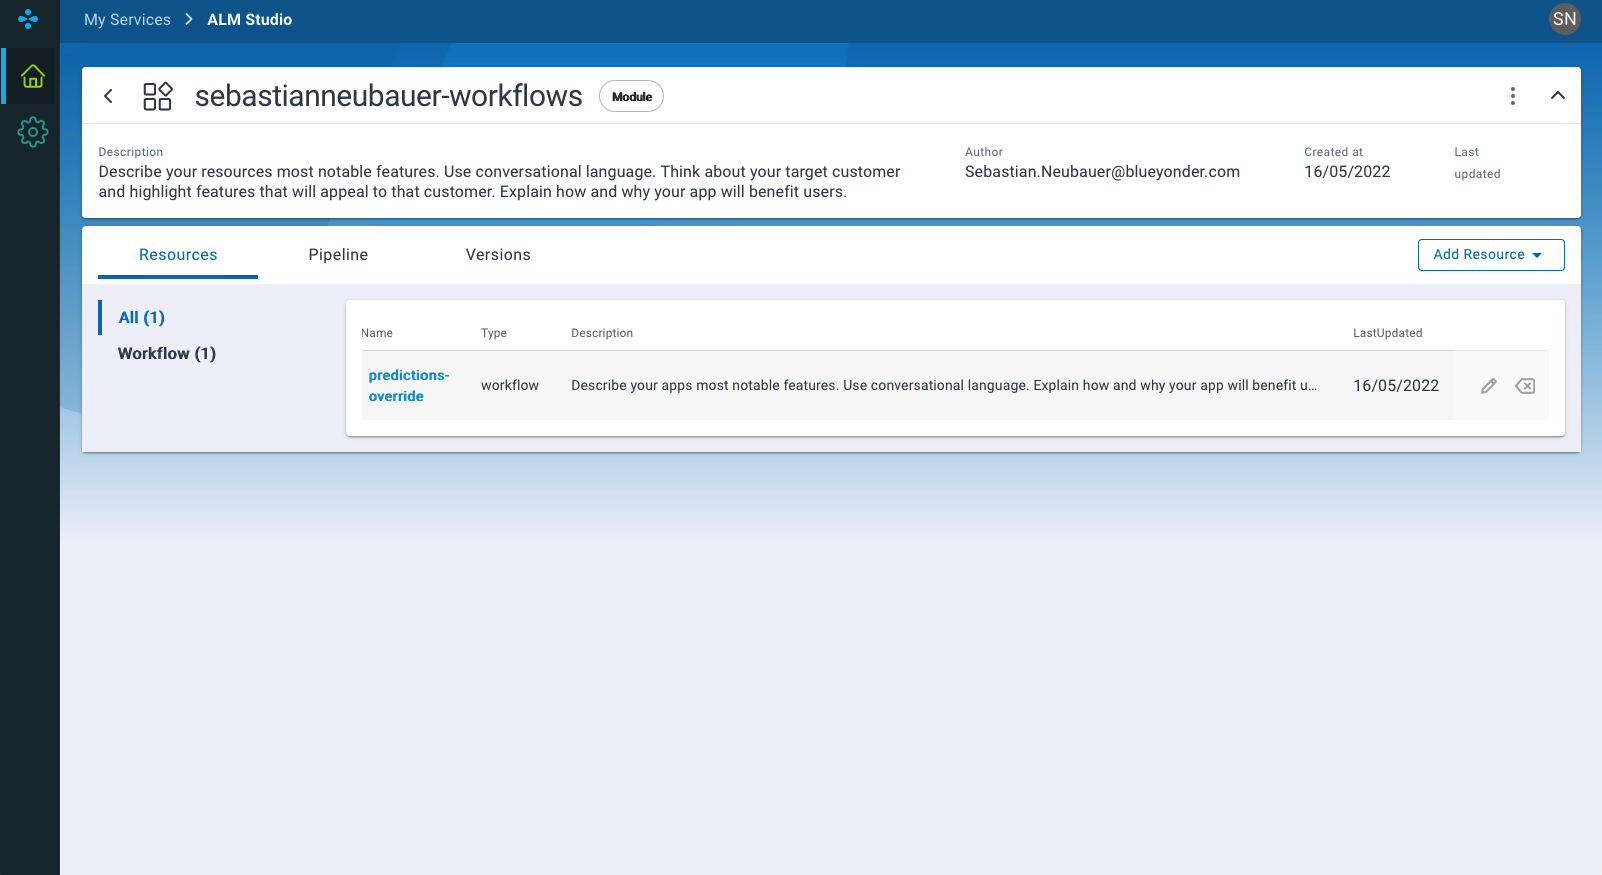 My Services > ALM Studio
SN
sebastianneubauer-workflows
Module
Description
Describe your resources most notable features. Use conversational language. Think about your target customer
and highlight features that will appeal to that customer. Explain how and why your app will benefit users.
Author
Sebastian.Neubauer@blueyonder.com
Created at
16/05/2022
Last
updated
Resources
Pipeline
Versions
Add Resource
All (1)
Workflow (1)
Name
Type
Description
LastUpdated
predictions-
override
workflow
Describe your apps most notable features. Use conversational language. Explain how and why your app will benefit u...
16/05/2022